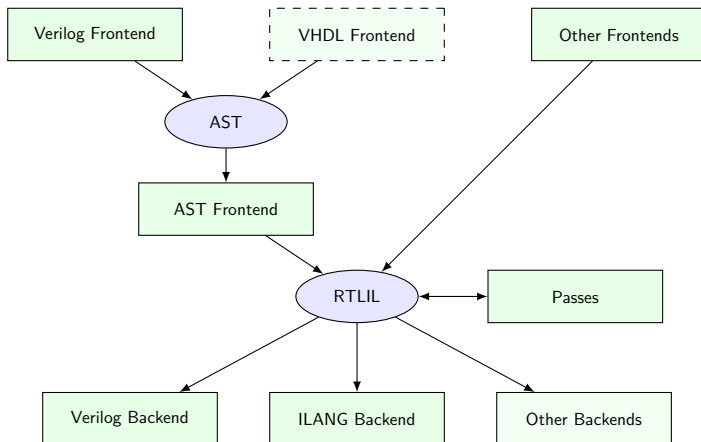 Verilog Frontend
VHDL Frontend
Other Frontends
AST
AST Frontend
RTLIL
Passes
Verilog Backend
ILANG Backend
Other Backends